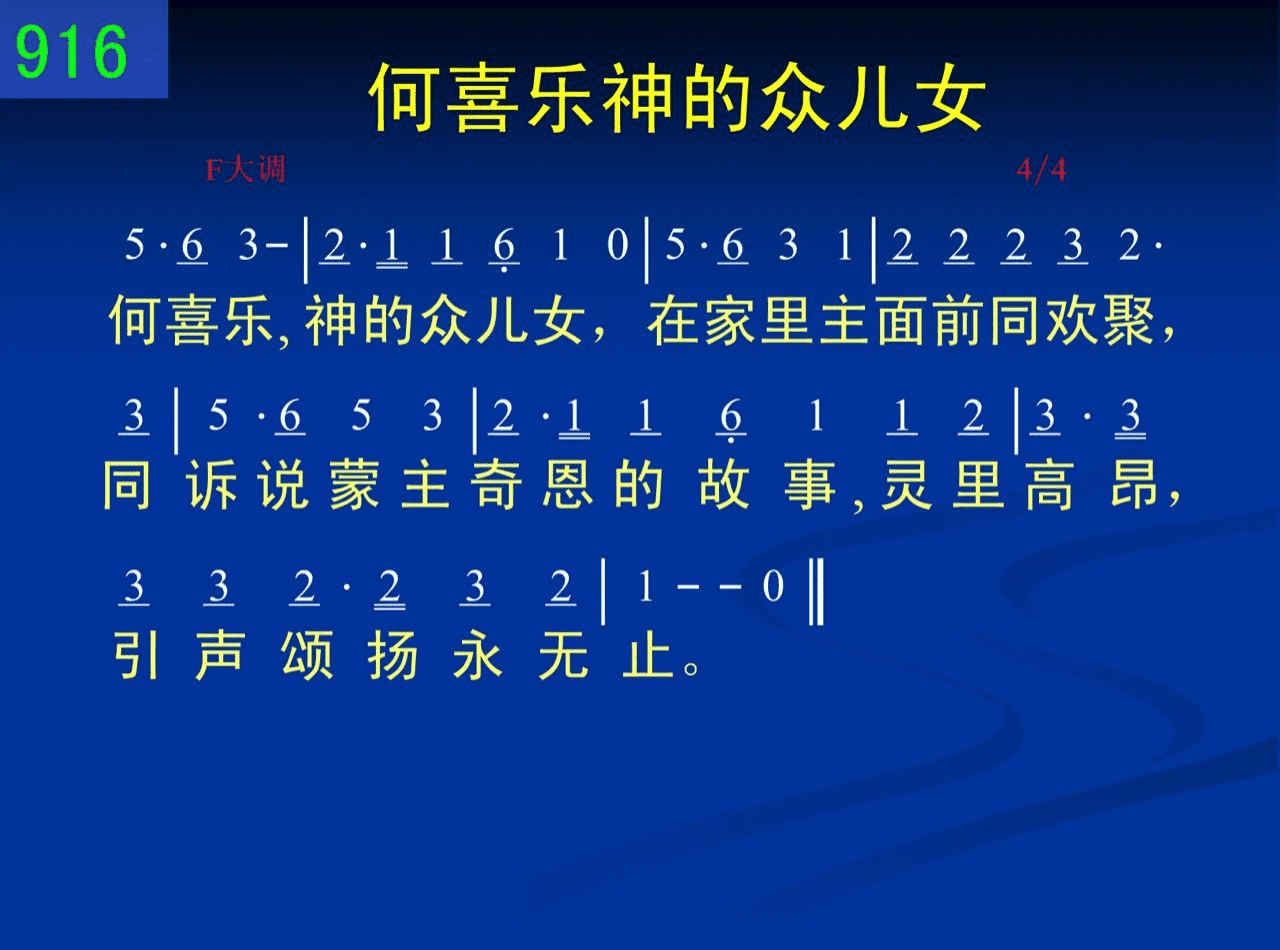 916
何喜乐神的众儿女
F大调 4/4
5·6 3-|2·1 1 6 1 0|5·6 3 1|2 2 2 3 2·
何喜乐,神的众儿女，在家里主面前同欢聚，
3|5·6 5 3|2·1 1 6 1 1 2|3·3
同诉说蒙主奇恩的故事,灵里高昂，
3 3 2·2 3 2|1--0‖
引声颂扬永无止。